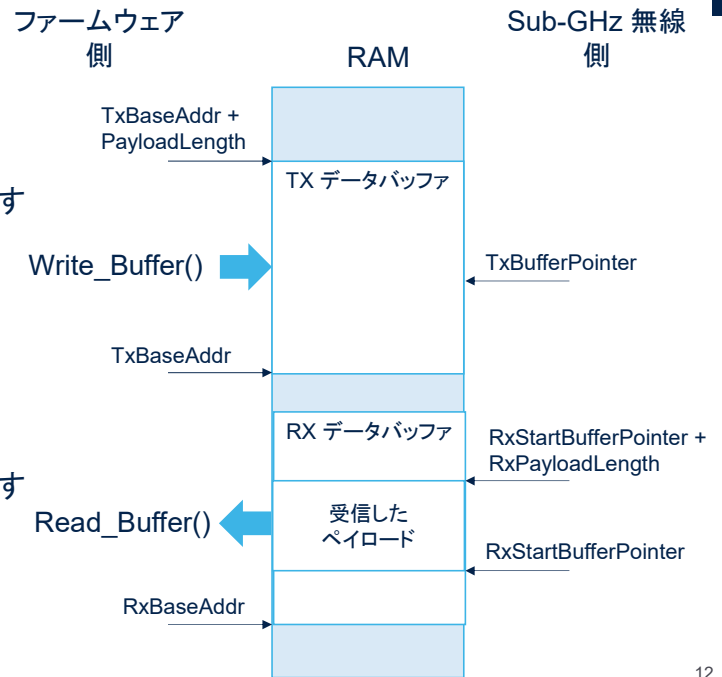 ファームウェア
側
RAM
Sub-GHz 無線
側
TxBaseAddr +
PayloadLength
TX データバッファ
す
Write_Buffer()
TxBufferPointer
TxBaseAddr
RX データバッファ
RxStartBufferPointer +
RxPayloadLength
す
Read_Buffer()
受信した
ペイロード
RxStartBufferPointer
RxBaseAddr
12